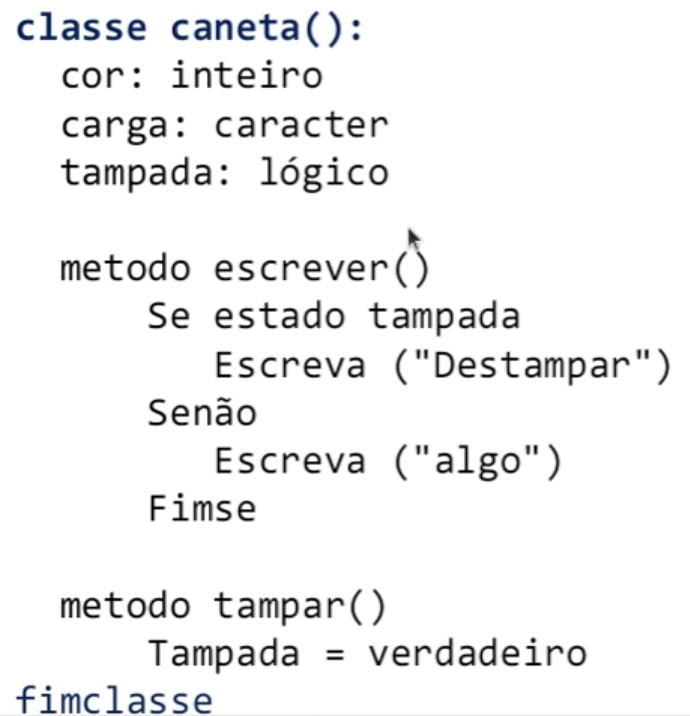 classe caneta():
cor: inteiro
carga: caracter
tampada: lógico
metodo escrever()
Se estado tampada
Escreva ("Destampar")
Senão
Escreva ("algo")
Fimse
metodo tampar()
Tampada = verdadeiro
fimclasse